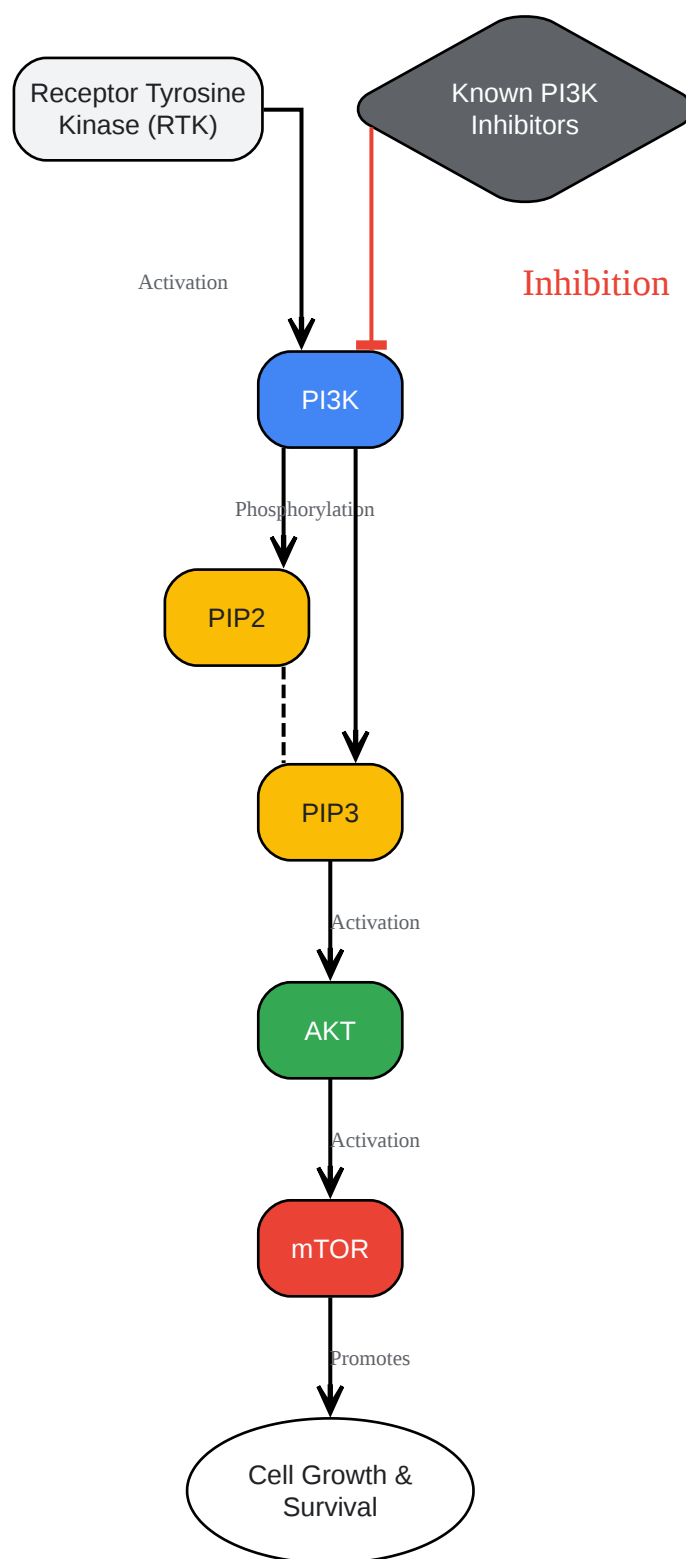 Receptor Tyrosine
Kinase (RTK)
Known PI3K
Inhibitors
Activation
Inhibition
PI3K
Phosphorylation
PIP2
PIP3
Activation
AKT
Activation
mTOR
Promotes
Cell Growth &
Survival